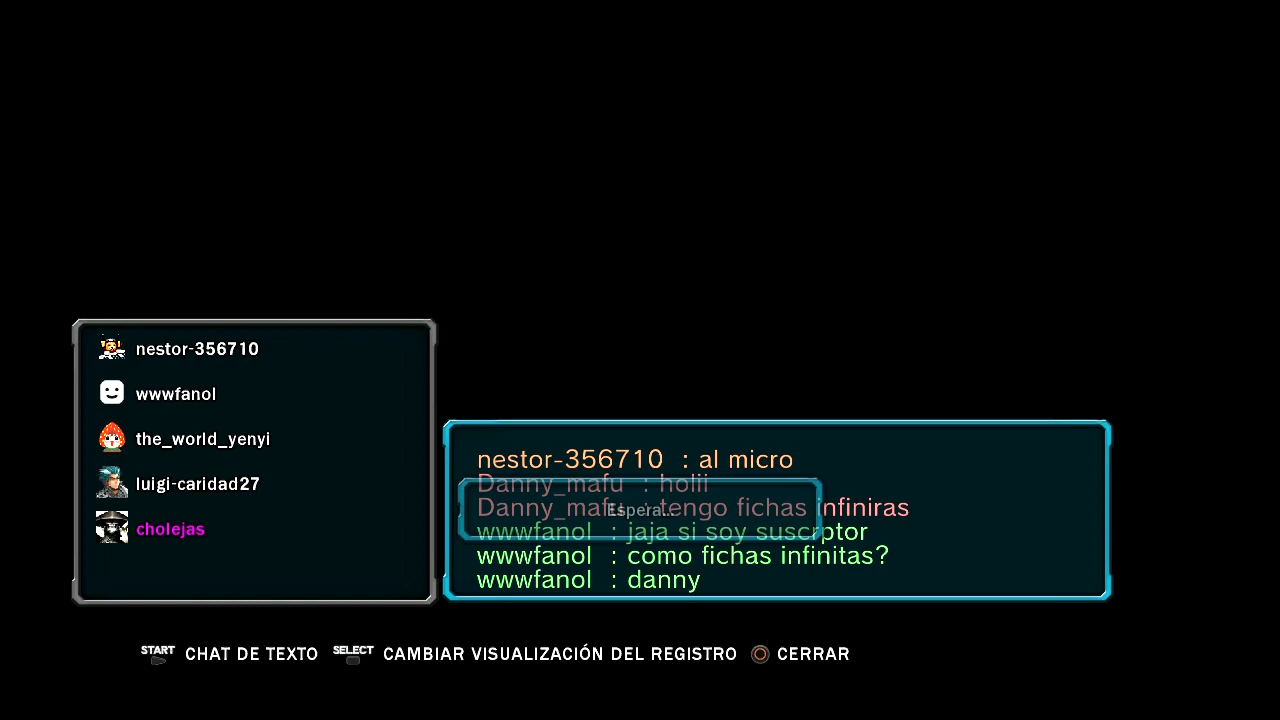 nestor-356710
wwwfanol
the_world_yenyi
luigi-caridad27
cholejas
nestor-356710 : al micro
Danny_mafu : holii
Danny_mafu : tengo fichas infiniras
Espera...
wwwfanol : jaja si soy suscrptor
wwwfanol : como fichas infinitas?
wwwfanol : danny
START CHAT DE TEXTO SELECT CAMBIAR VISUALIZACIÓN DEL REGISTRO CERRAR